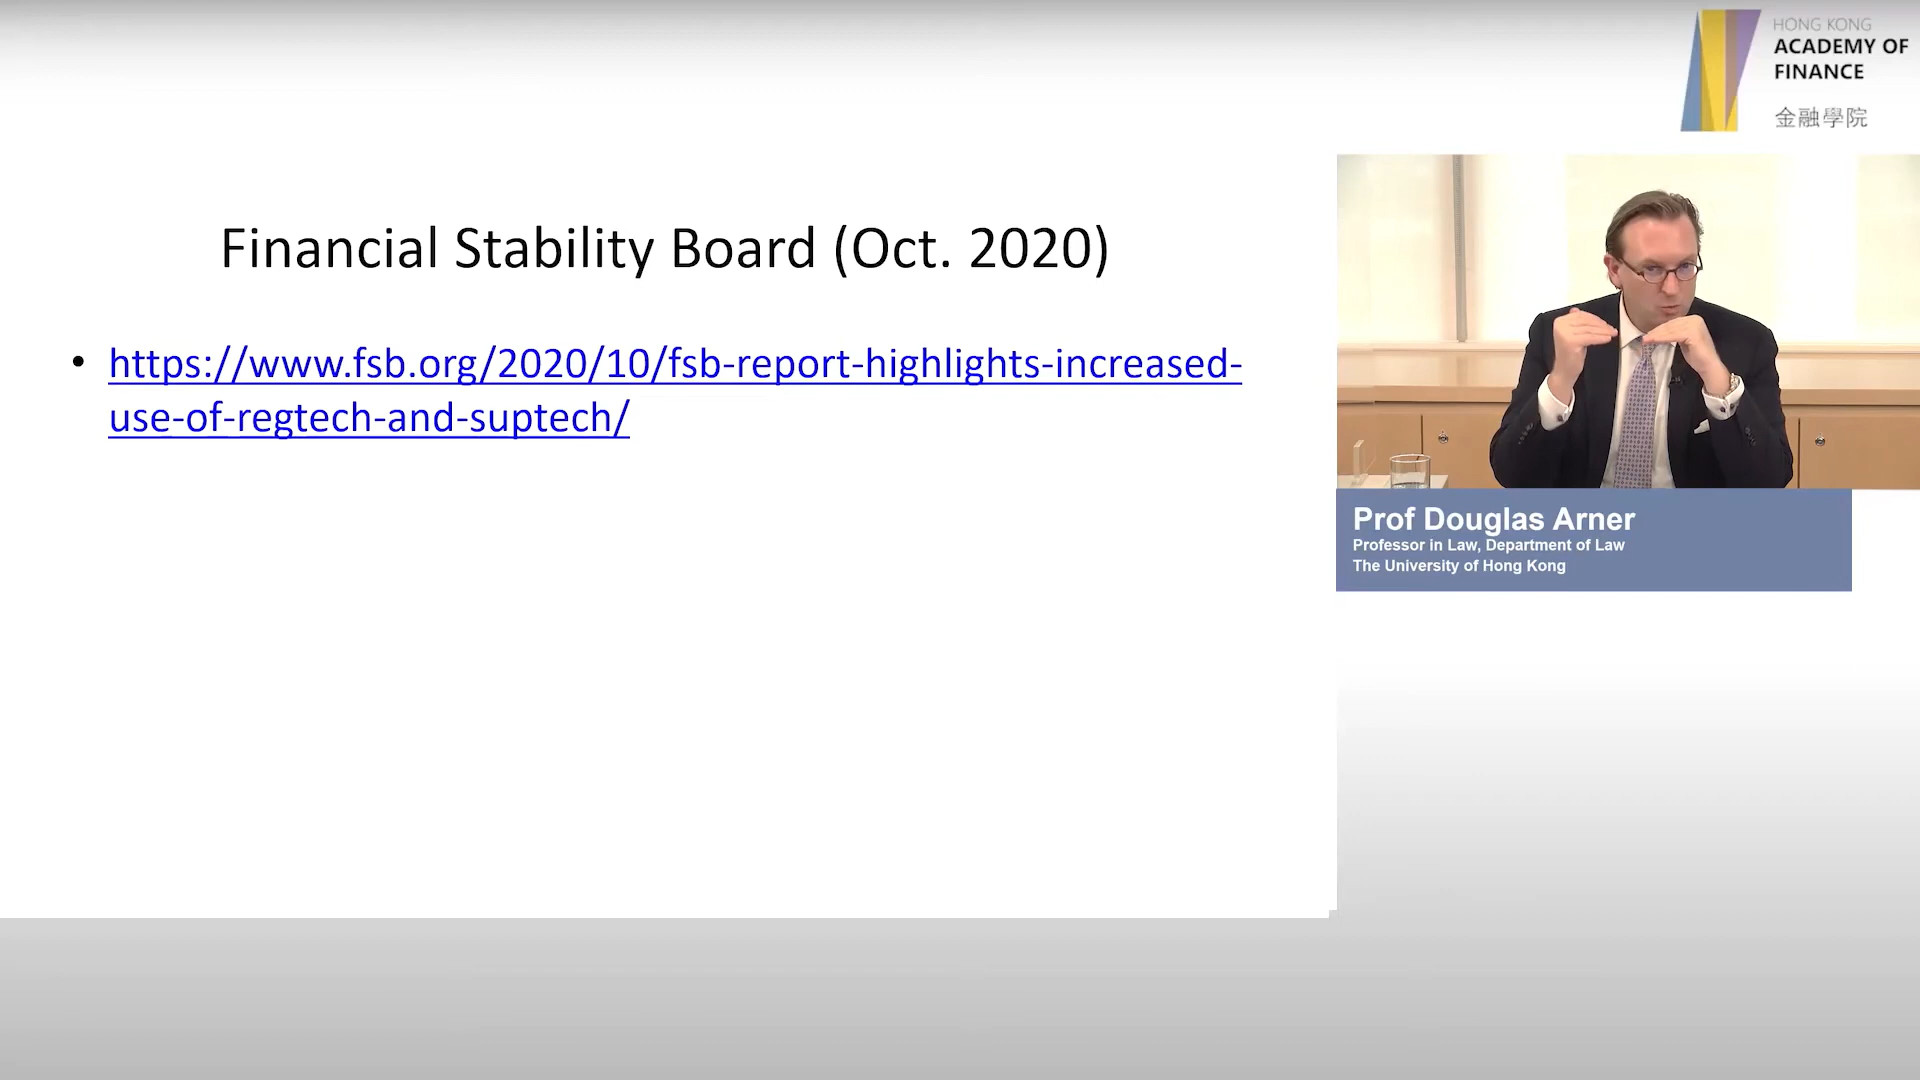 HONG KONG
ACADEMY OF
FINANCE
金融學院
Financial Stability Board (Oct. 2020)
• https://www.fsb.org/2020/10/fsb-report-highlights-increased-
use-of-regtech-and-suptech/
Prof Douglas Arner
Professor in Law, Department of Law
The University of Hong Kong